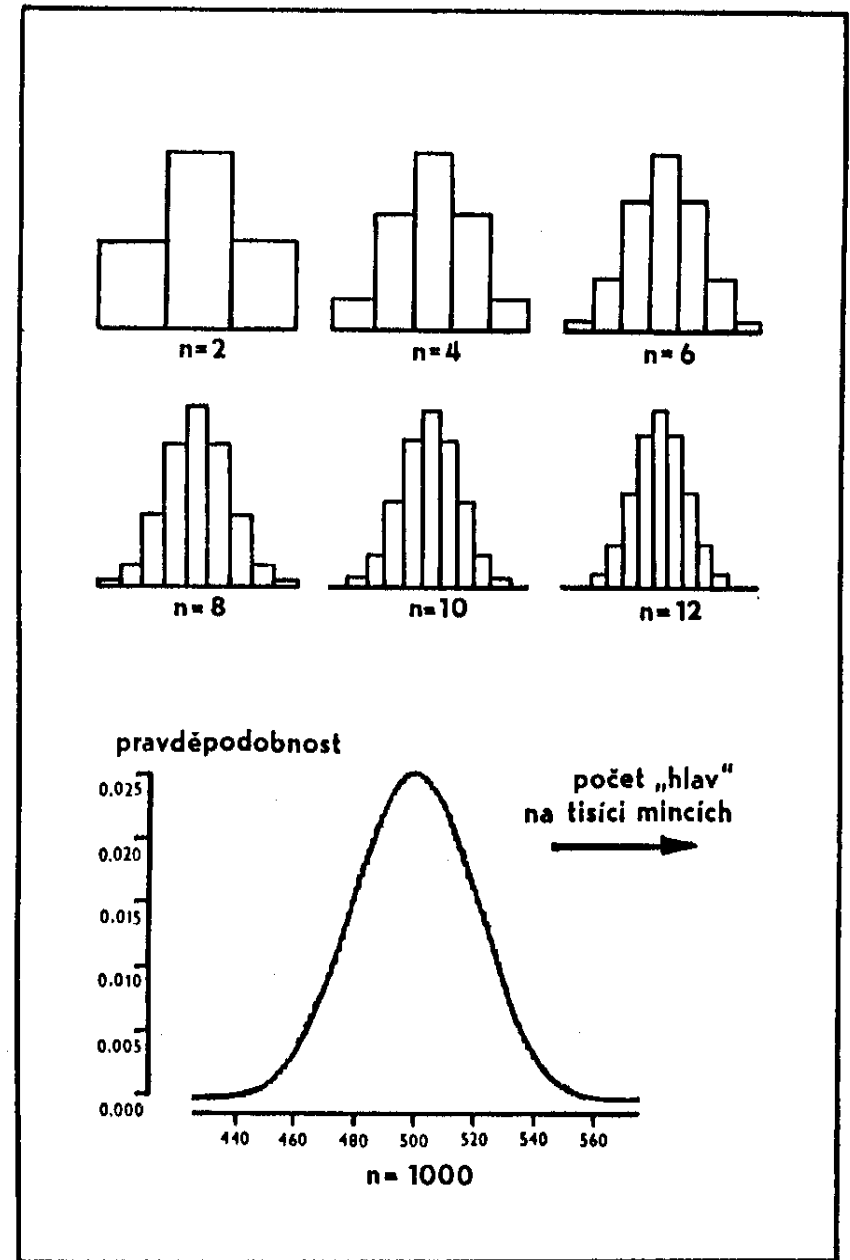 n=2
n=4
n=6
n=8
n=10
n=12
pravděpodobnost
0.025
0.020
0.015
0.010
0.005
0.000
počet „hlav“
na tisíci mincích
440 460 480 500 520 540 560
n= 1000